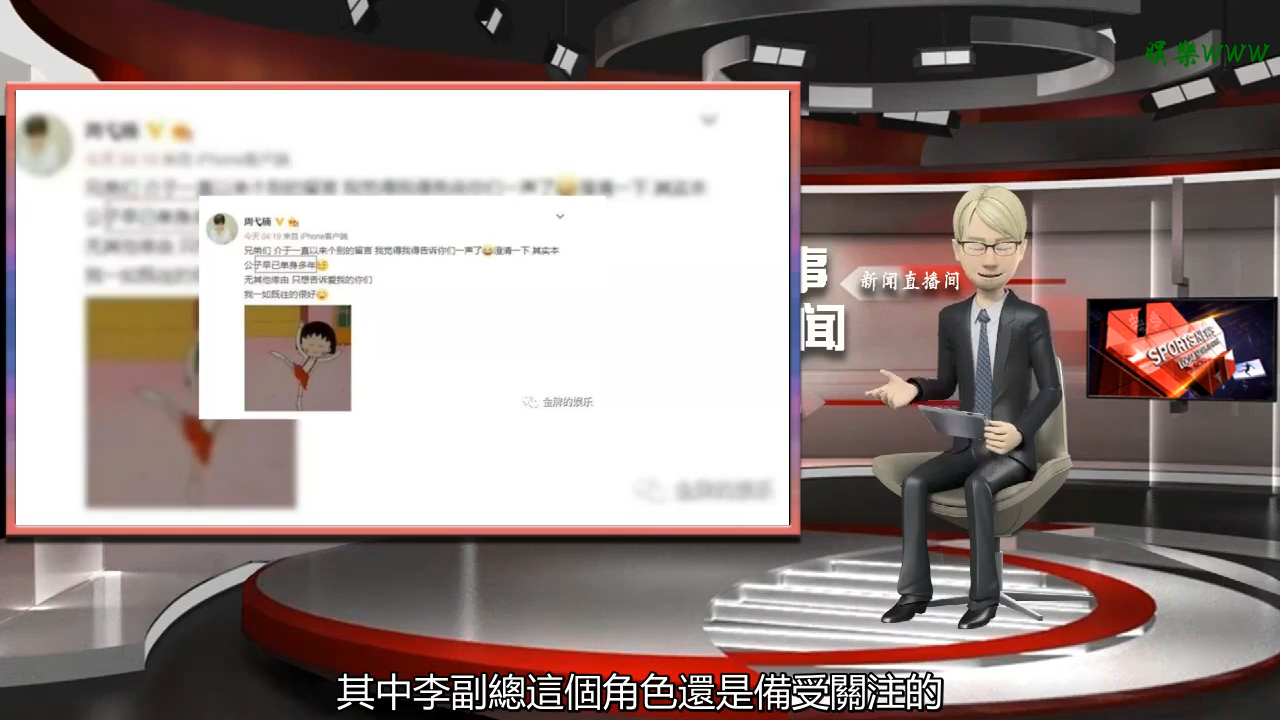 娱樂WWW
周弋楠
今天 04:19 来自 iPhone客户端
兄弟们 介于一直以来个别的留言 我觉得我得告诉你们一声了😂澄清一下 其实本
公子早已单身多年😏
无其他缘由 只想告诉爱我的你们
我一如既往的很好😄
金牌的娱乐
事
闻
新闻直播间
SPORTS NEWS
其中李副總這個角色還是備受關注的